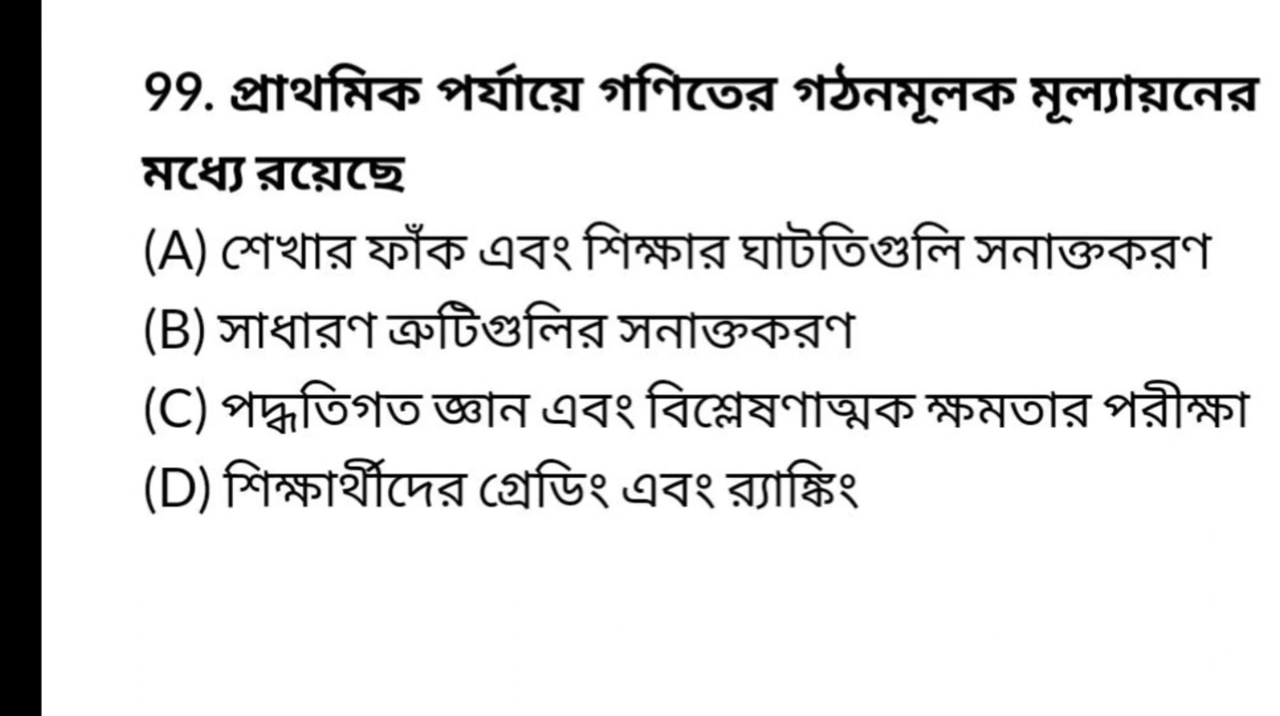 99. প্রাথমিক পর্যায়ে গণিতের গঠনমূলক মূল্যায়নের
মধ্যে রয়েছে
(A) শেখার ফাঁক এবং শিক্ষার ঘাটতিগুলি সনাক্তকরণ
(B) সাধারণ ত্রুটিগুলির সনাক্তকরণ
(C) পদ্ধতিগত জ্ঞান এবং বিশ্লেষণাত্মক ক্ষমতার পরীক্ষা
(D) শিক্ষার্থীদের গ্রেডিং এবং র‍্যাঙ্কিং